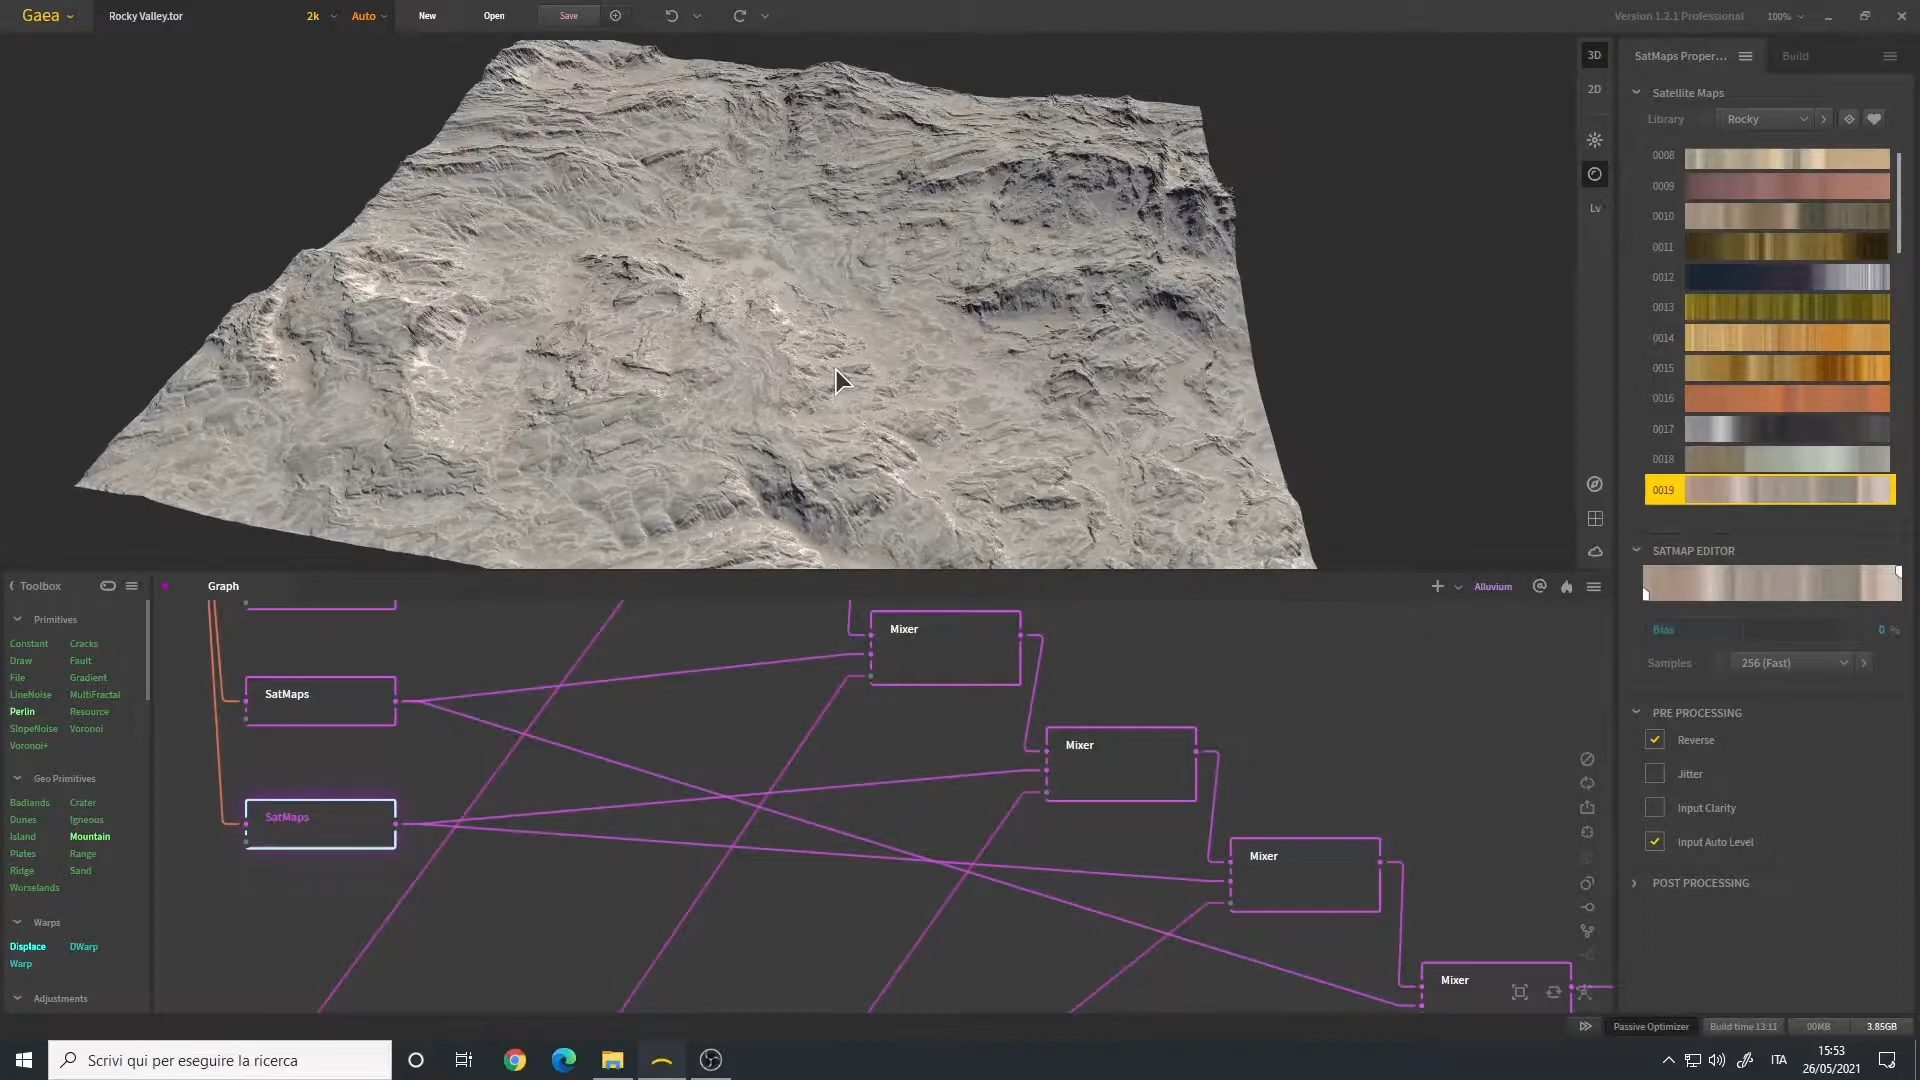 Gaea
Rocky Valley.tor
2k
Auto
New
Open
Save
Version 1.2.1 Professional
100%
3D
2D
Lv
SatMaps Proper...
Build
Satellite Maps
Library
Rocky
0008
0009
0010
0011
0012
0013
0014
0015
0016
0017
0018
0019
SATMAP EDITOR
Bias
0 %
Samples
256 (Fast)
PRE PROCESSING
Reverse
Jitter
Input Clarity
Input Auto Level
POST PROCESSING
Toolbox
Graph
Alluvium
Primitives
Constant Cracks
Draw Fault
File Gradient
LineNoise MultiFractal
Perlin Resource
SlopeNoise Voronoi
Voronoi+
Geo Primitives
Badlands Crater
Dunes Igneous
Island Mountain
Plates Range
Ridge Sand
Worselands
Warps
Displace DWarp
Warp
Adjustments
SatMaps
SatMaps
Mixer
Mixer
Mixer
Mixer
Passive Optimizer
Build time 13:11
00MB
3.85GB
Scrivi qui per eseguire la ricerca
ITA
15:53
26/05/2021